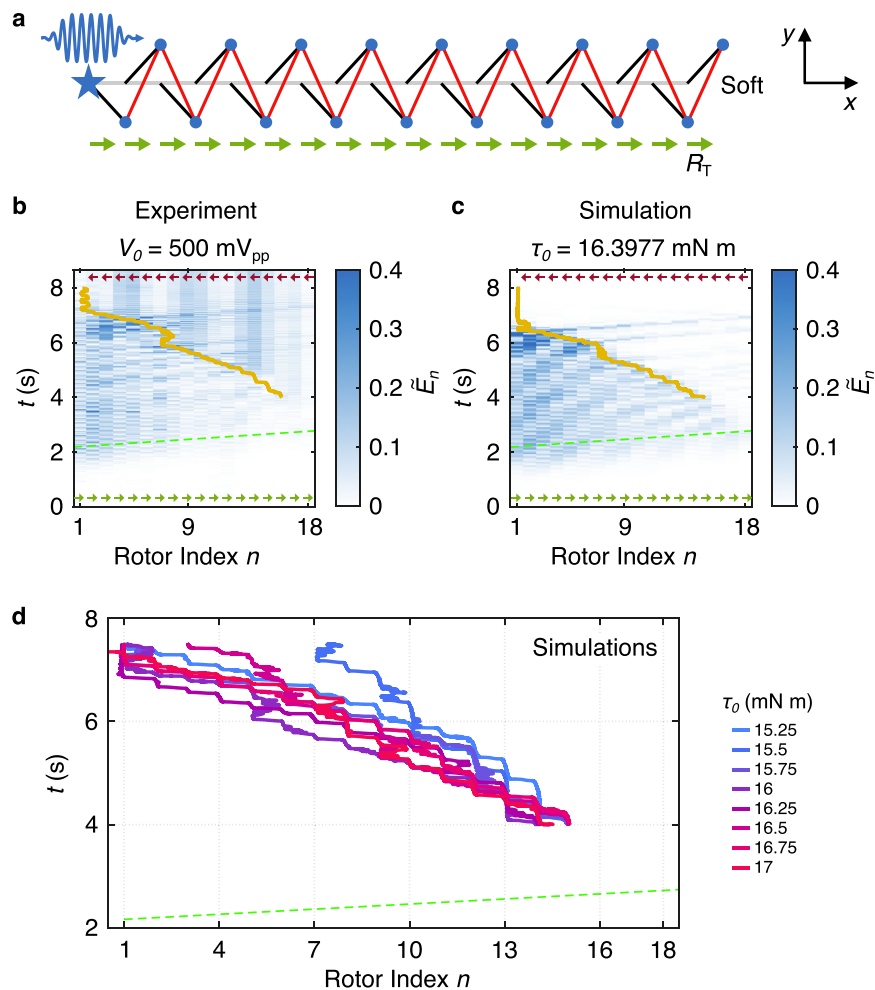 a
y
x
Soft
R_T
b
Experiment
V_0 = 500 mV_pp
c
Simulation
τ_0 = 16.3977 mN m
t (s)
8
6
4
2
0
1
9
18
Rotor Index n
0.4
0.3
0.2
0.1
0
Ẽ_n
t (s)
8
6
4
2
0
1
9
18
Rotor Index n
0.4
0.3
0.2
0.1
0
Ẽ_n
d
Simulations
t (s)
8
6
4
2
1
4
7
10
13
16
18
Rotor Index n
τ_0 (mN m)
15.25
15.5
15.75
16
16.25
16.5
16.75
17